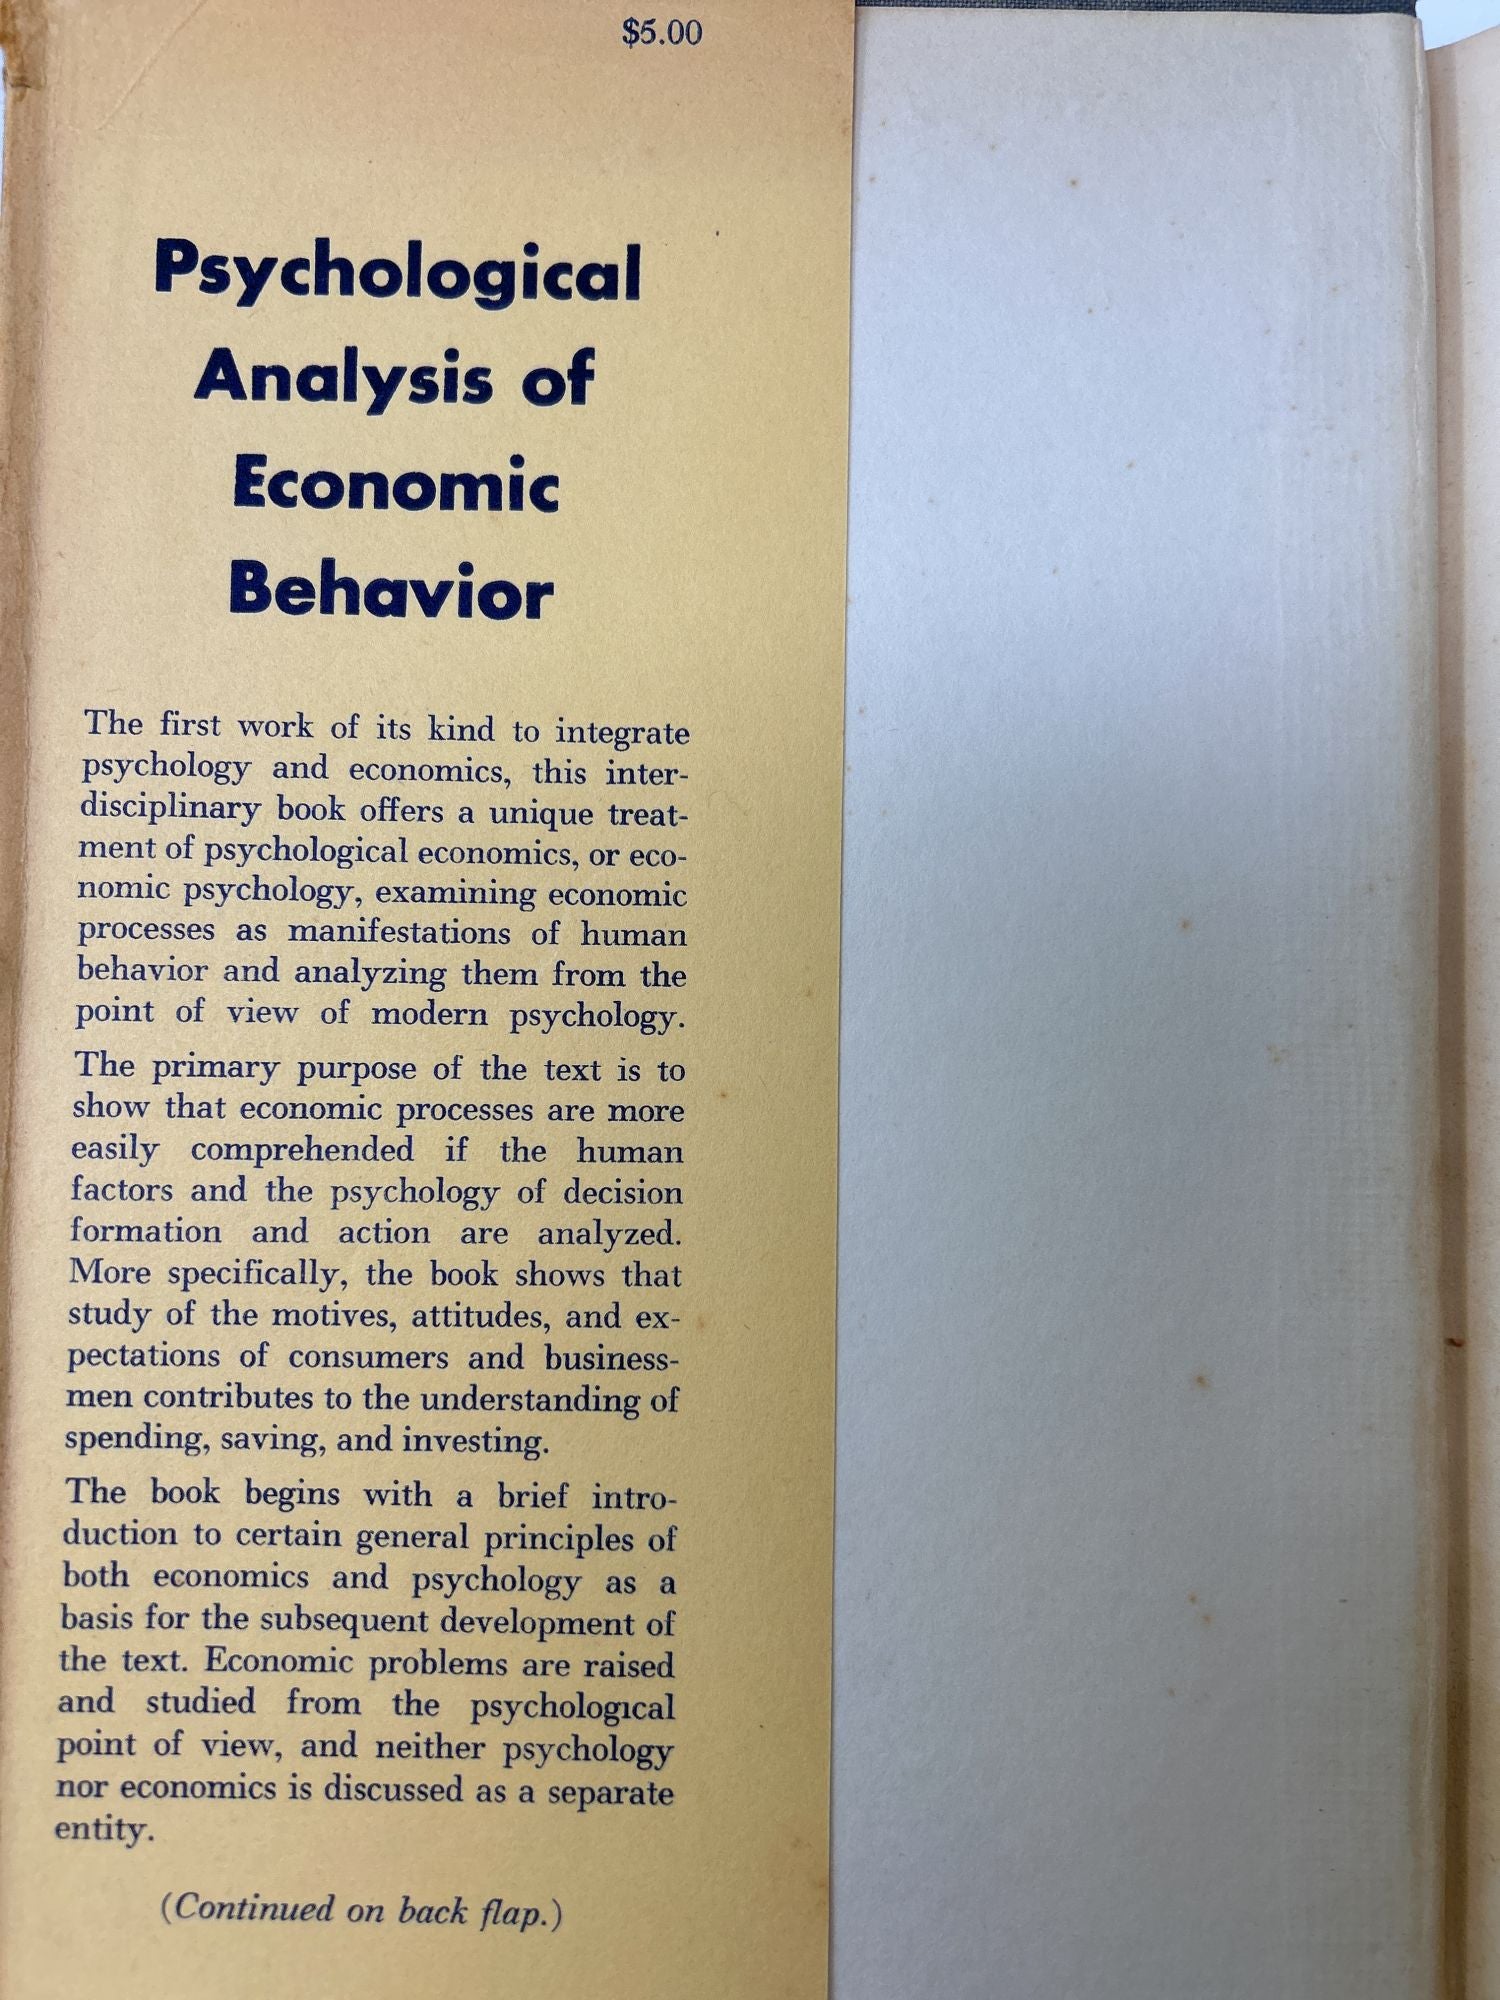 $5.00
Psychological
Analysis of
Economic
Behavior
The first work of its kind to integrate
psychology and economics, this inter-
disciplinary book offers a unique treat-
ment of psychological economics, or eco-
nomic psychology, examining economic
processes as manifestations of human
behavior and analyzing them from the
point of view of modern psychology.
The primary purpose of the text is to
show that economic processes are more
easily comprehended if the human
factors and the psychology of decision
formation and action are analyzed.
More specifically, the book shows that
study of the motives, attitudes, and ex-
pectations of consumers and business-
men contributes to the understanding of
spending, saving, and investing.
The book begins with a brief intro-
duction to certain general principles of
both economics and psychology as a
basis for the subsequent development of
the text. Economic problems are raised
and studied from the psychological
point of view, and neither psychology
nor economics is discussed as a separate
entity.
(Continued on back flap.)